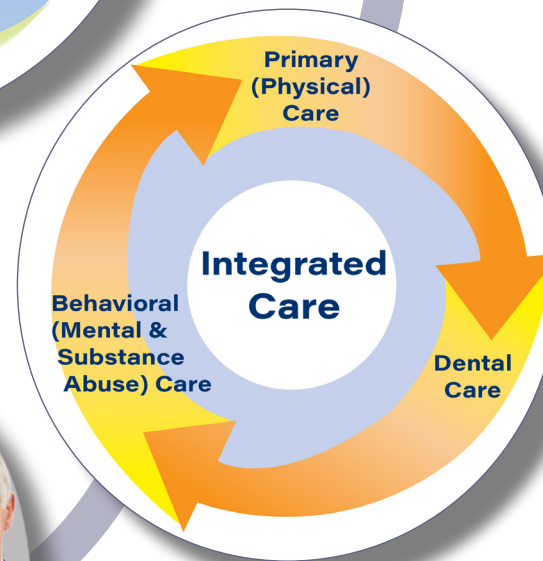 Primary
(Physical)
Care
Integrated
Care
Behavioral
(Mental &
Substance
Abuse) Care
Dental
Care